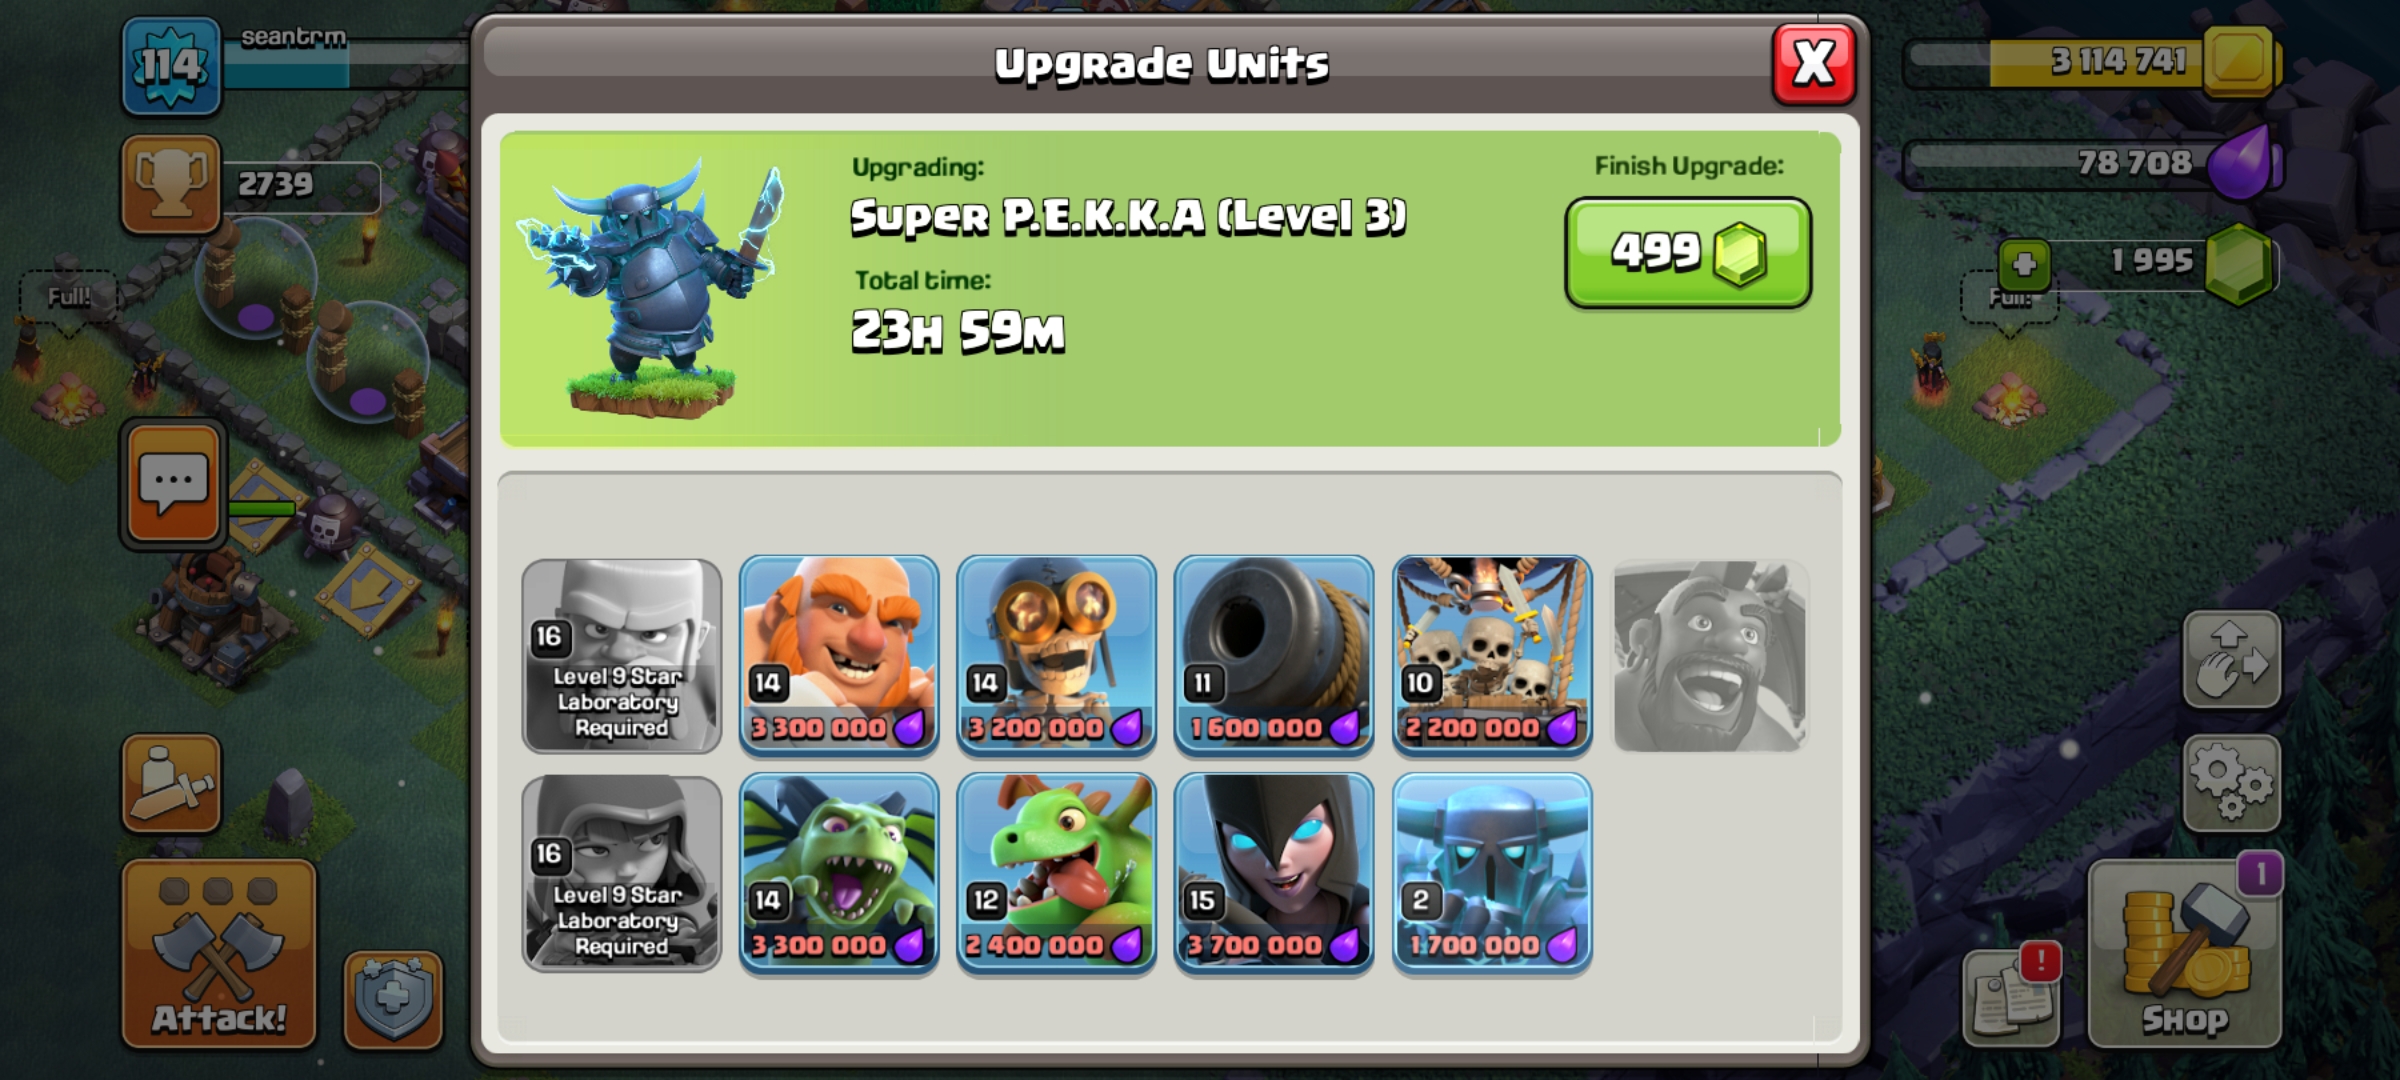 114
seantrm
2739
Full!
Attack!
Upgrade Units
X
Upgrading:
Super P.E.K.K.A (Level 3)
Total time:
23H 59M
Finish Upgrade:
499
16
Level 9 Star
Laboratory
Required
14
3 300 000
14
3 200 000
11
1 600 000
10
2 200 000
16
Level 9 Star
Laboratory
Required
14
3 300 000
12
2 400 000
15
3 700 000
2
1 700 000
3 114 741
78 708
1 995
Full!
1
!
Shop